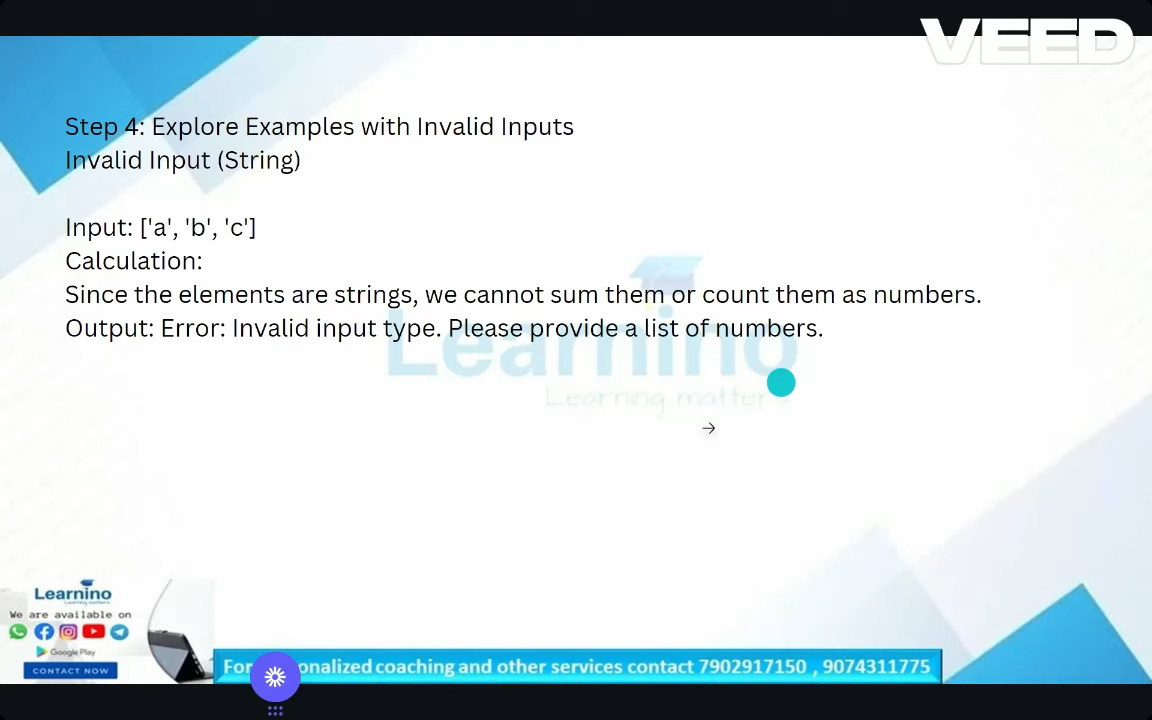 VEED
Step 4: Explore Examples with Invalid Inputs
Invalid Input (String)
Input: ['a', 'b', 'c']
Calculation:
Since the elements are strings, we cannot sum them or count them as numbers.
Output: Error: Invalid input type. Please provide a list of numbers.
Learnino
Learning matter
Learnino
Learning matters
We are available on
Google Play
CONTACT NOW
For onalized coaching and other services contact 7902917150 , 9074311775